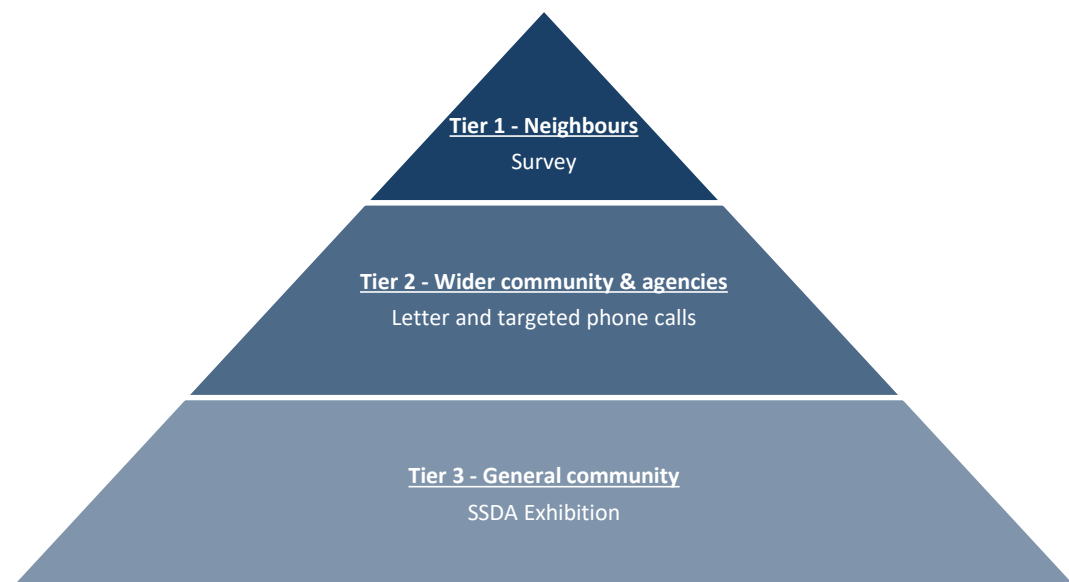 Tier 1 - Neighbours
Survey
Tier 2 - Wider community & agencies
Letter and targeted phone calls
Tier 3 - General community
SSDA Exhibition